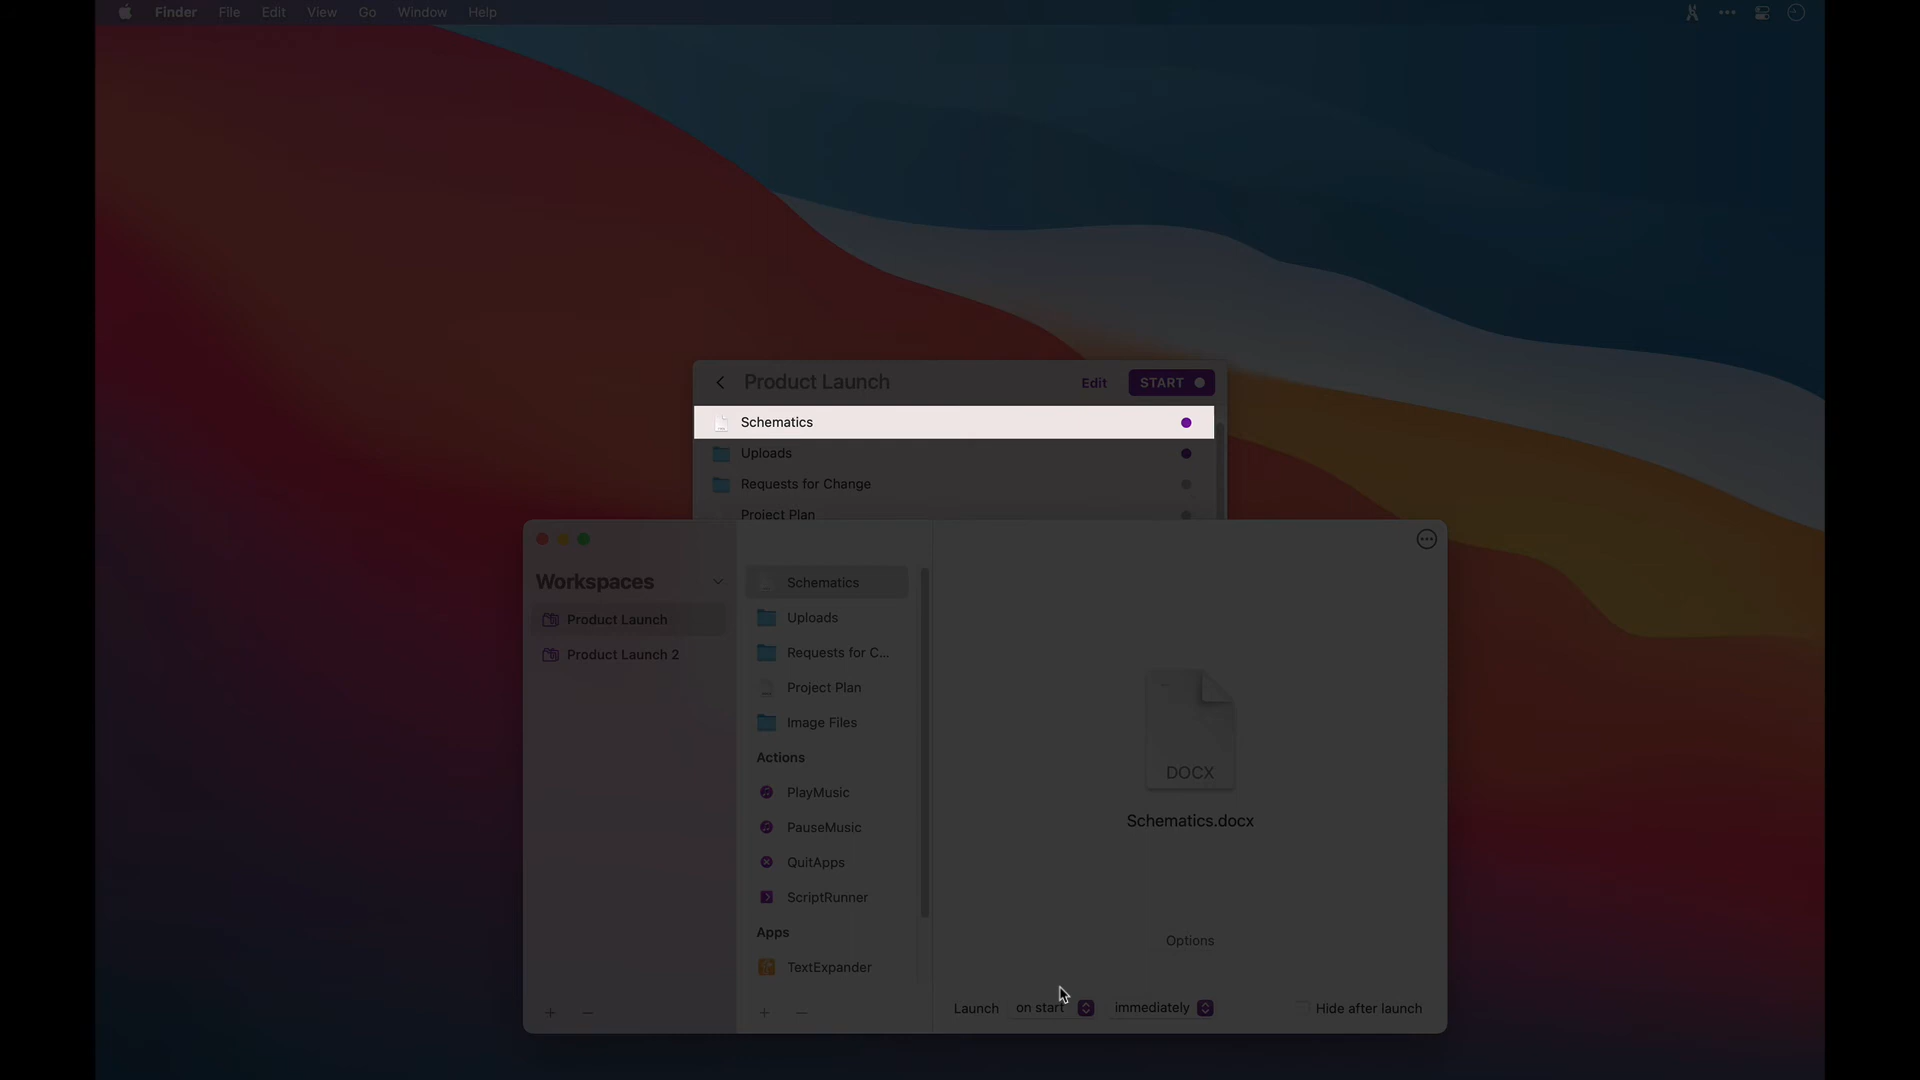 Finder File Edit View Go Window Help
Product Launch Edit START
Schematics
Uploads
Requests for Change
Project Plan
Workspaces
Product Launch
Product Launch 2
Schematics
Uploads
Requests for C...
Project Plan
Image Files
Actions
PlayMusic
PauseMusic
QuitApps
ScriptRunner
Apps
TextExpander
DOCX
Schematics.docx
Options
Launch on start immediately Hide after launch